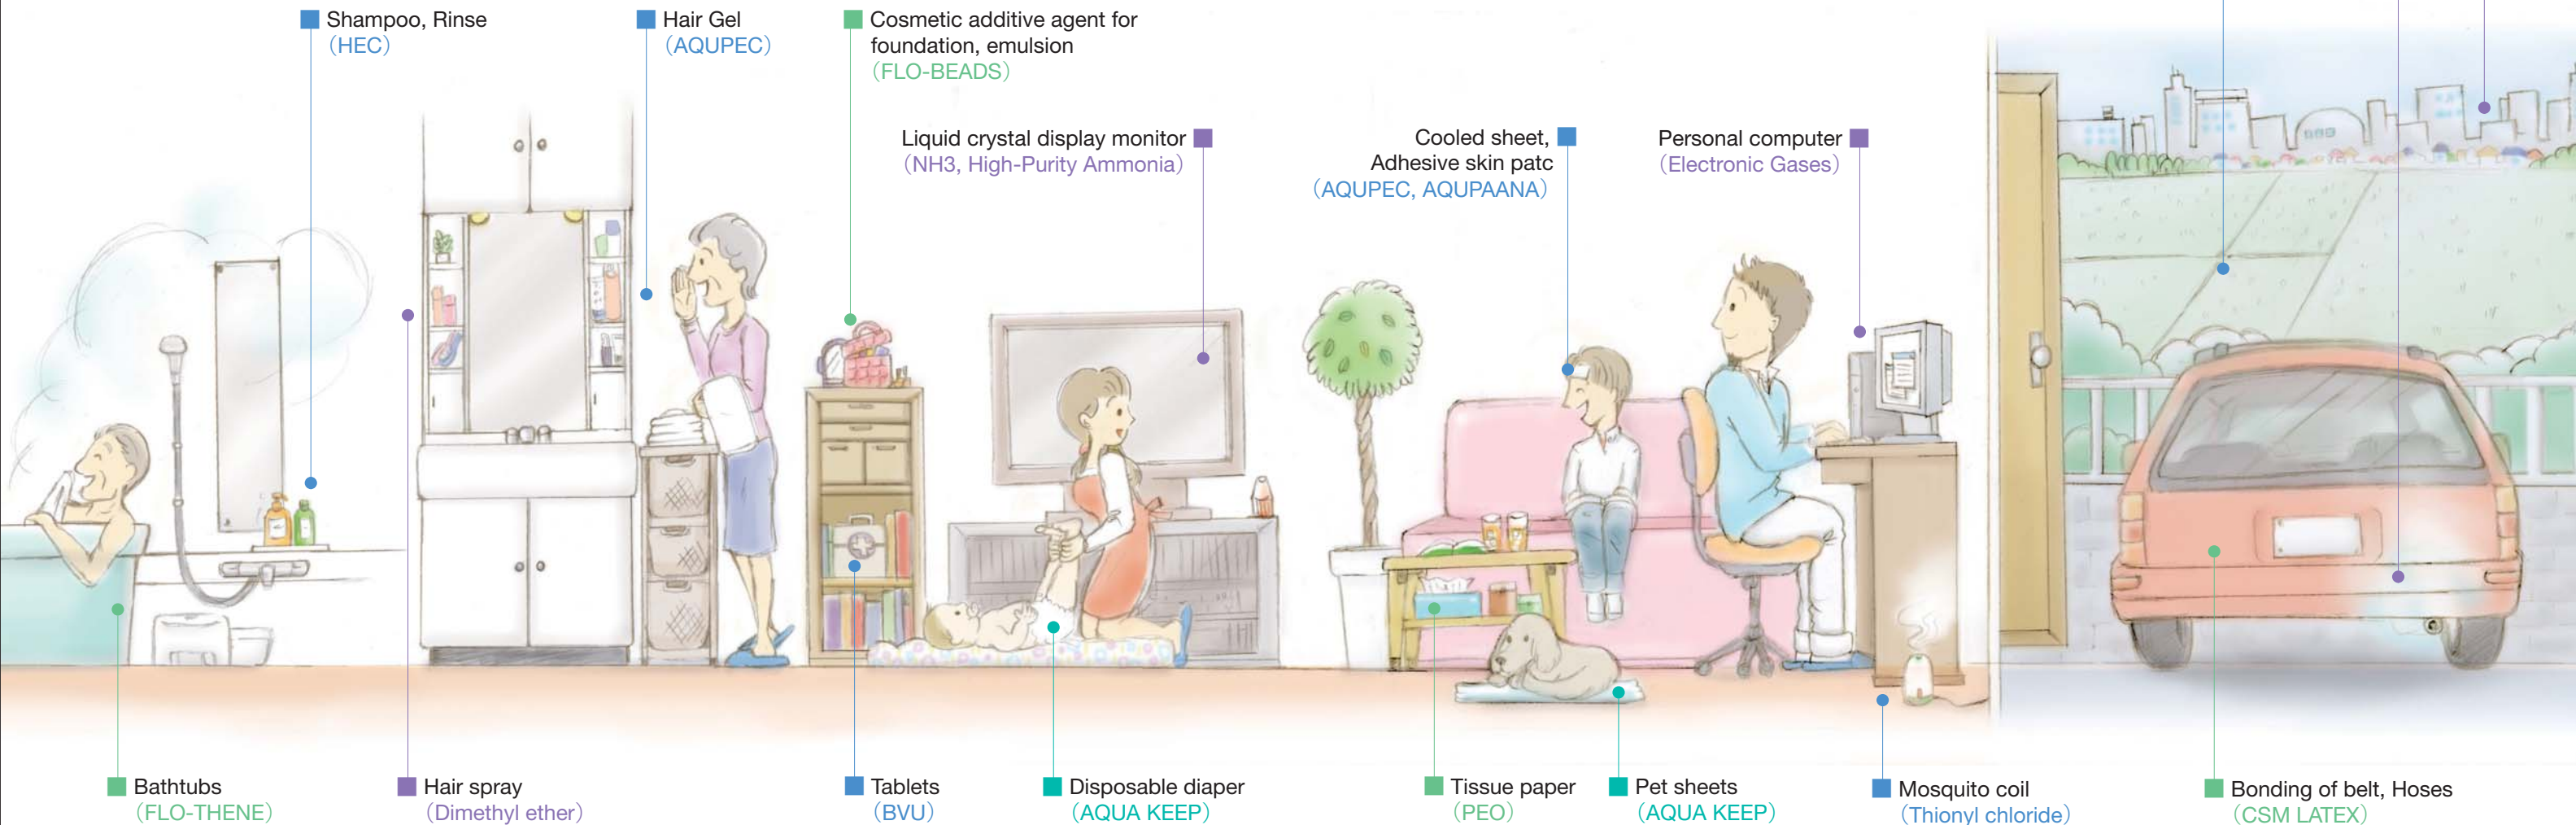 Shampoo, Rinse
(HEC)
Hair Gel
(AQUPEC)
Cosmetic additive agent for
foundation, emulsion
(FLO-BEADS)
Liquid crystal display monitor
(NH3, High-Purity Ammonia)
Cooled sheet,
Adhesive skin patc
(AQUPEC, AQUPAANA)
Personal computer
(Electronic Gases)
Bathtubs
(FLO-THENE)
Hair spray
(Dimethyl ether)
Tablets
(BVU)
Disposable diaper
(AQUA KEEP)
Tissue paper
(PEO)
Pet sheets
(AQUA KEEP)
Mosquito coil
(Thionyl chloride)
Bonding of belt, Hoses
(CSM LATEX)